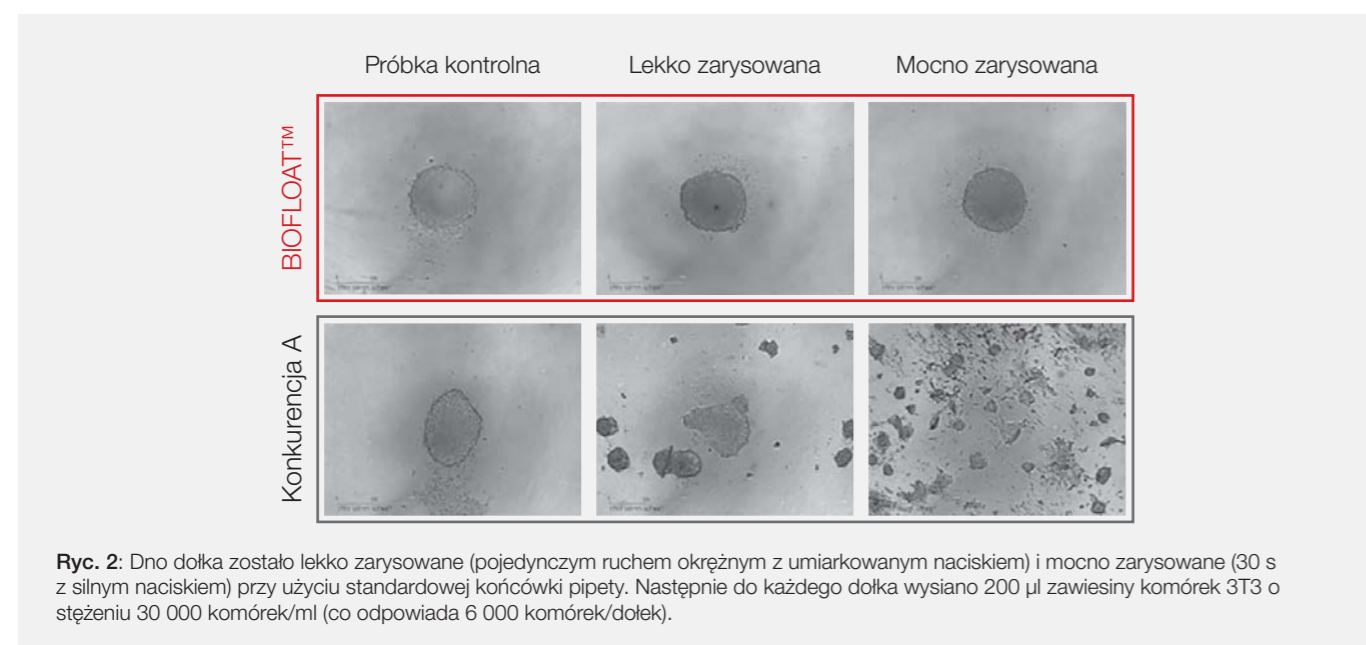 Próbka kontrolna
Lekko zarysowana
Mocno zarysowana
BIOFLOAT™
Konkurencja A
Ryc. 2: Dno dołka zostało lekko zarysowane (pojedynczym ruchem okrężnym z umiarkowanym naciskiem) i mocno zarysowane (30 s
z silnym naciskiem) przy użyciu standardowej końcówki pipety. Następnie do każdego dołka wysiano 200 µl zawiesiny komórek 3T3 o
stężeniu 30 000 komórek/ml (co odpowiada 6 000 komórek/dołek).